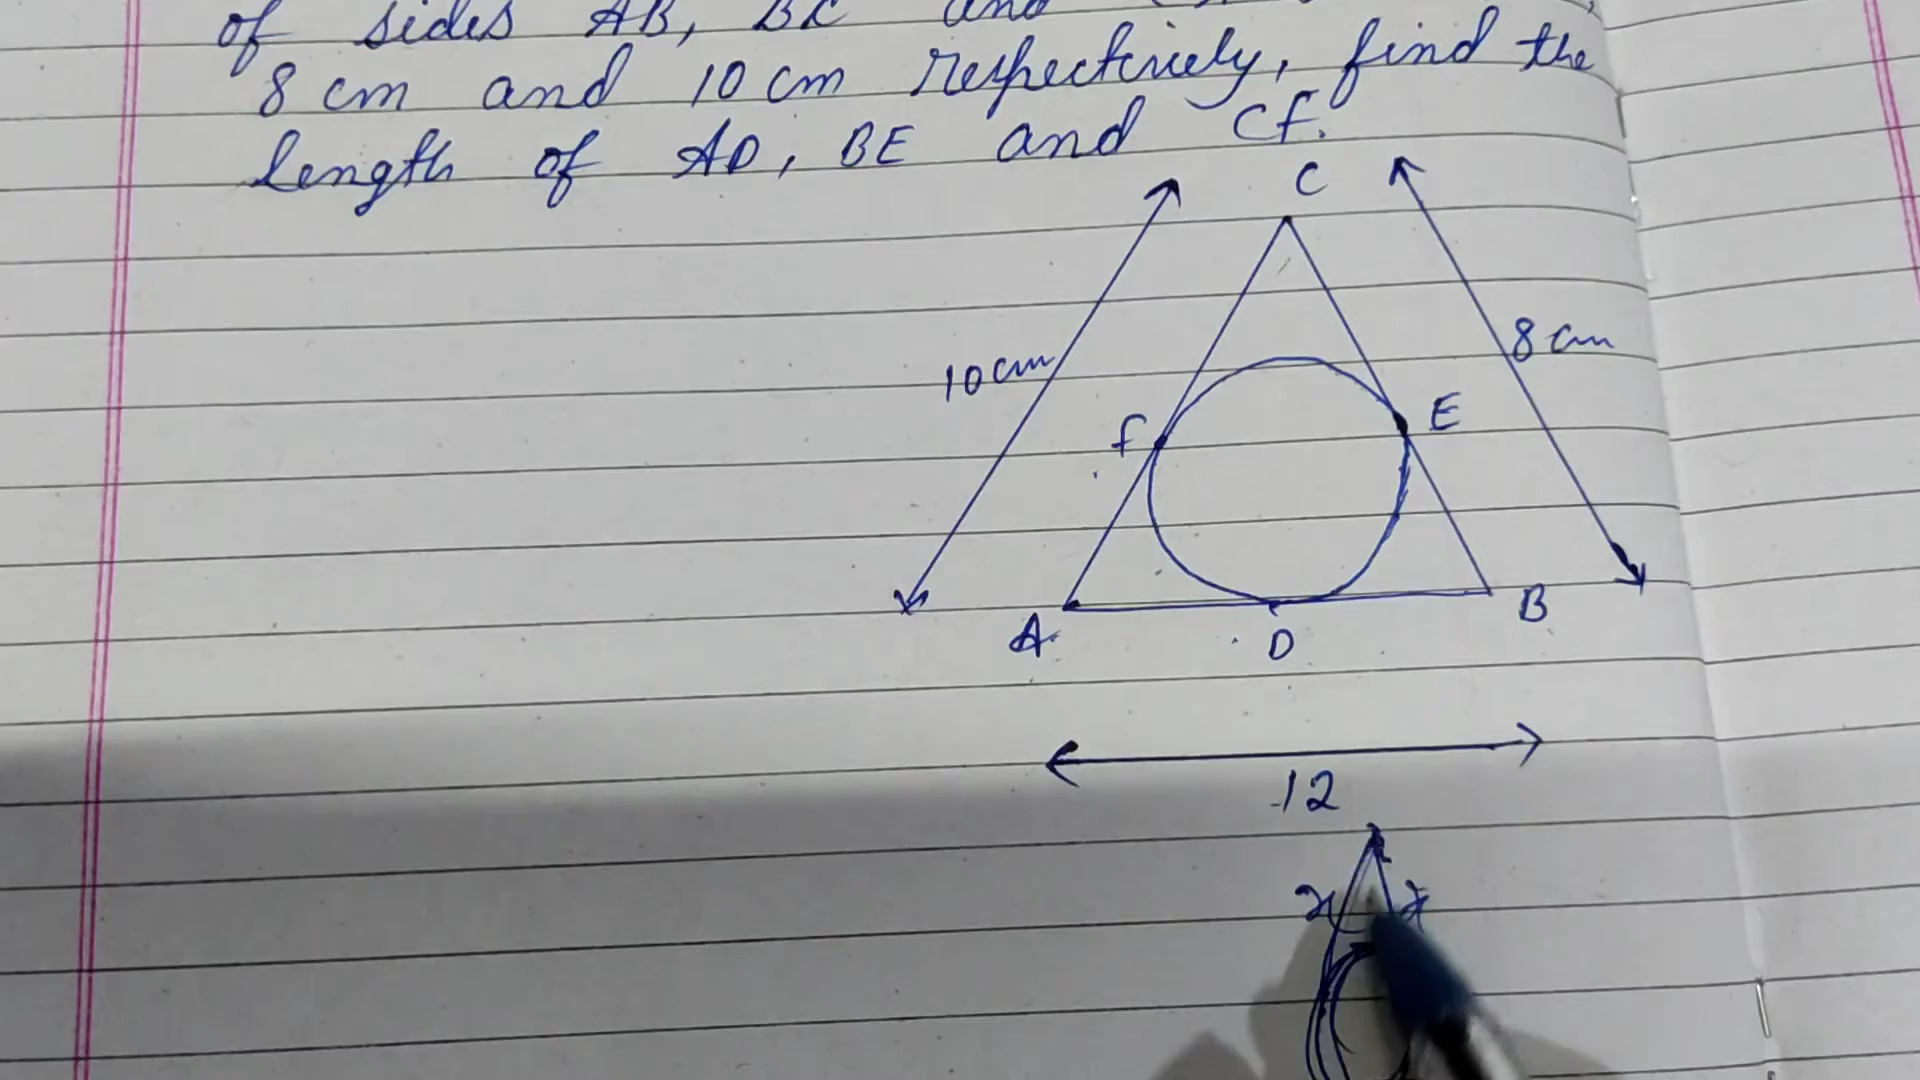 of sides AB, BC and
8 cm and 10 cm respectively, find the
length of AD, BE and Cf.
C
10 cm
8 cm
f
E
A
D
B
12
x x